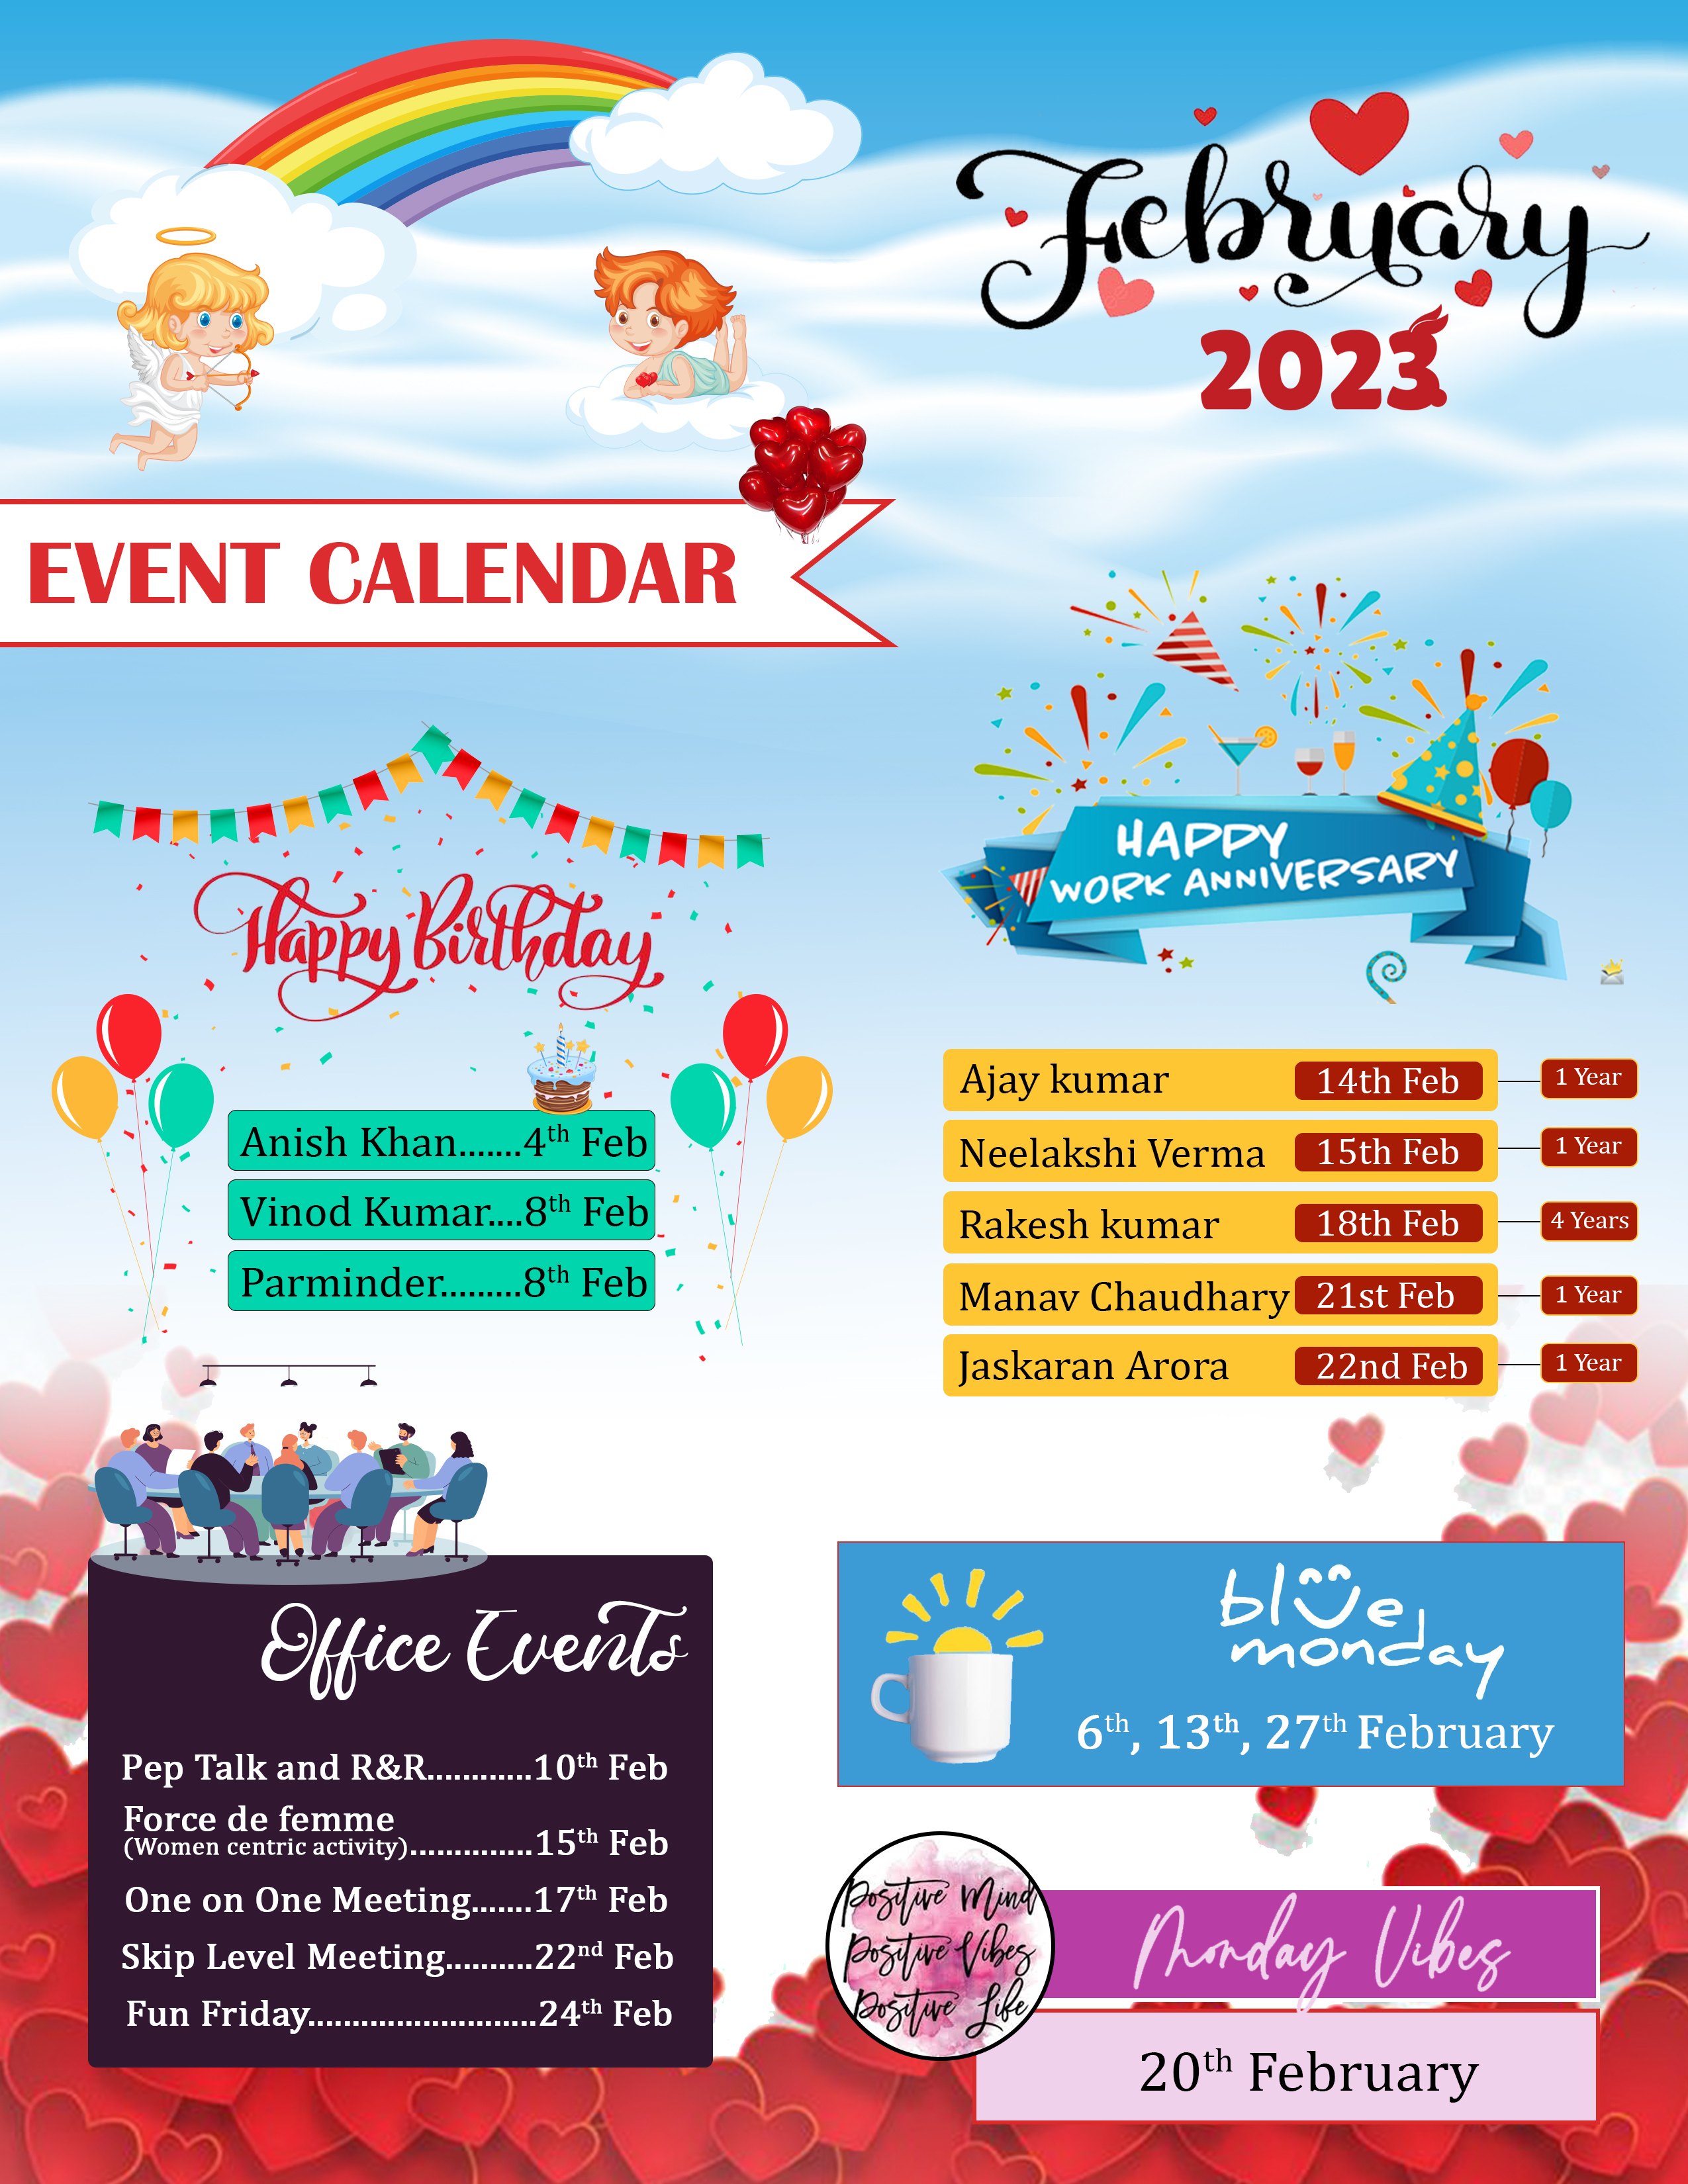 February
2023
EVENT CALENDAR
Happy Birthday
Anish Khan.......4th Feb
Vinod Kumar....8th Feb
Parminder.........8th Feb
HAPPY
WORK ANNIVERSARY
Ajay kumar 14th Feb 1 Year
Neelakshi Verma 15th Feb 1 Year
Rakesh kumar 18th Feb 4 Years
Manav Chaudhary 21st Feb 1 Year
Jaskaran Arora 22nd Feb 1 Year
Office Events
Pep Talk and R&R............10th Feb
Force de femme
(Women centric activity)..............15th Feb
One on One Meeting.......17th Feb
Skip Level Meeting..........22nd Feb
Fun Friday..........................24th Feb
blue
monday
6th, 13th, 27th February
Positive Mind
Positive Vibes
Positive Life
Monday Vibes
20th February